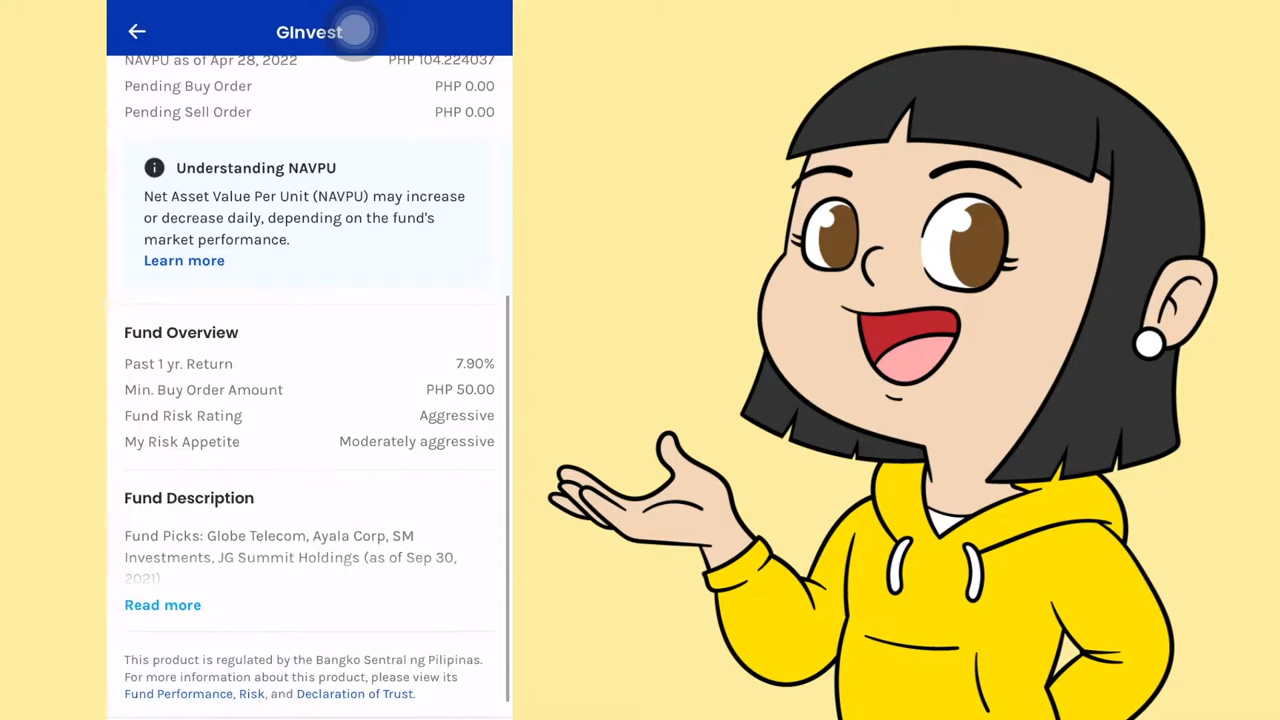 GInvest
NAVPU as of Apr 28, 2022 PHP 104.224037
Pending Buy Order PHP 0.00
Pending Sell Order PHP 0.00
Understanding NAVPU
Net Asset Value Per Unit (NAVPU) may increase
or decrease daily, depending on the fund's
market performance.
Learn more
Fund Overview
Past 1 yr. Return 7.90%
Min. Buy Order Amount PHP 50.00
Fund Risk Rating Aggressive
My Risk Appetite Moderately aggressive
Fund Description
Fund Picks: Globe Telecom, Ayala Corp, SM
Investments, JG Summit Holdings (as of Sep 30,
2021)
Read more
This product is regulated by the Bangko Sentral ng Pilipinas.
For more information about this product, please view its
Fund Performance, Risk, and Declaration of Trust.